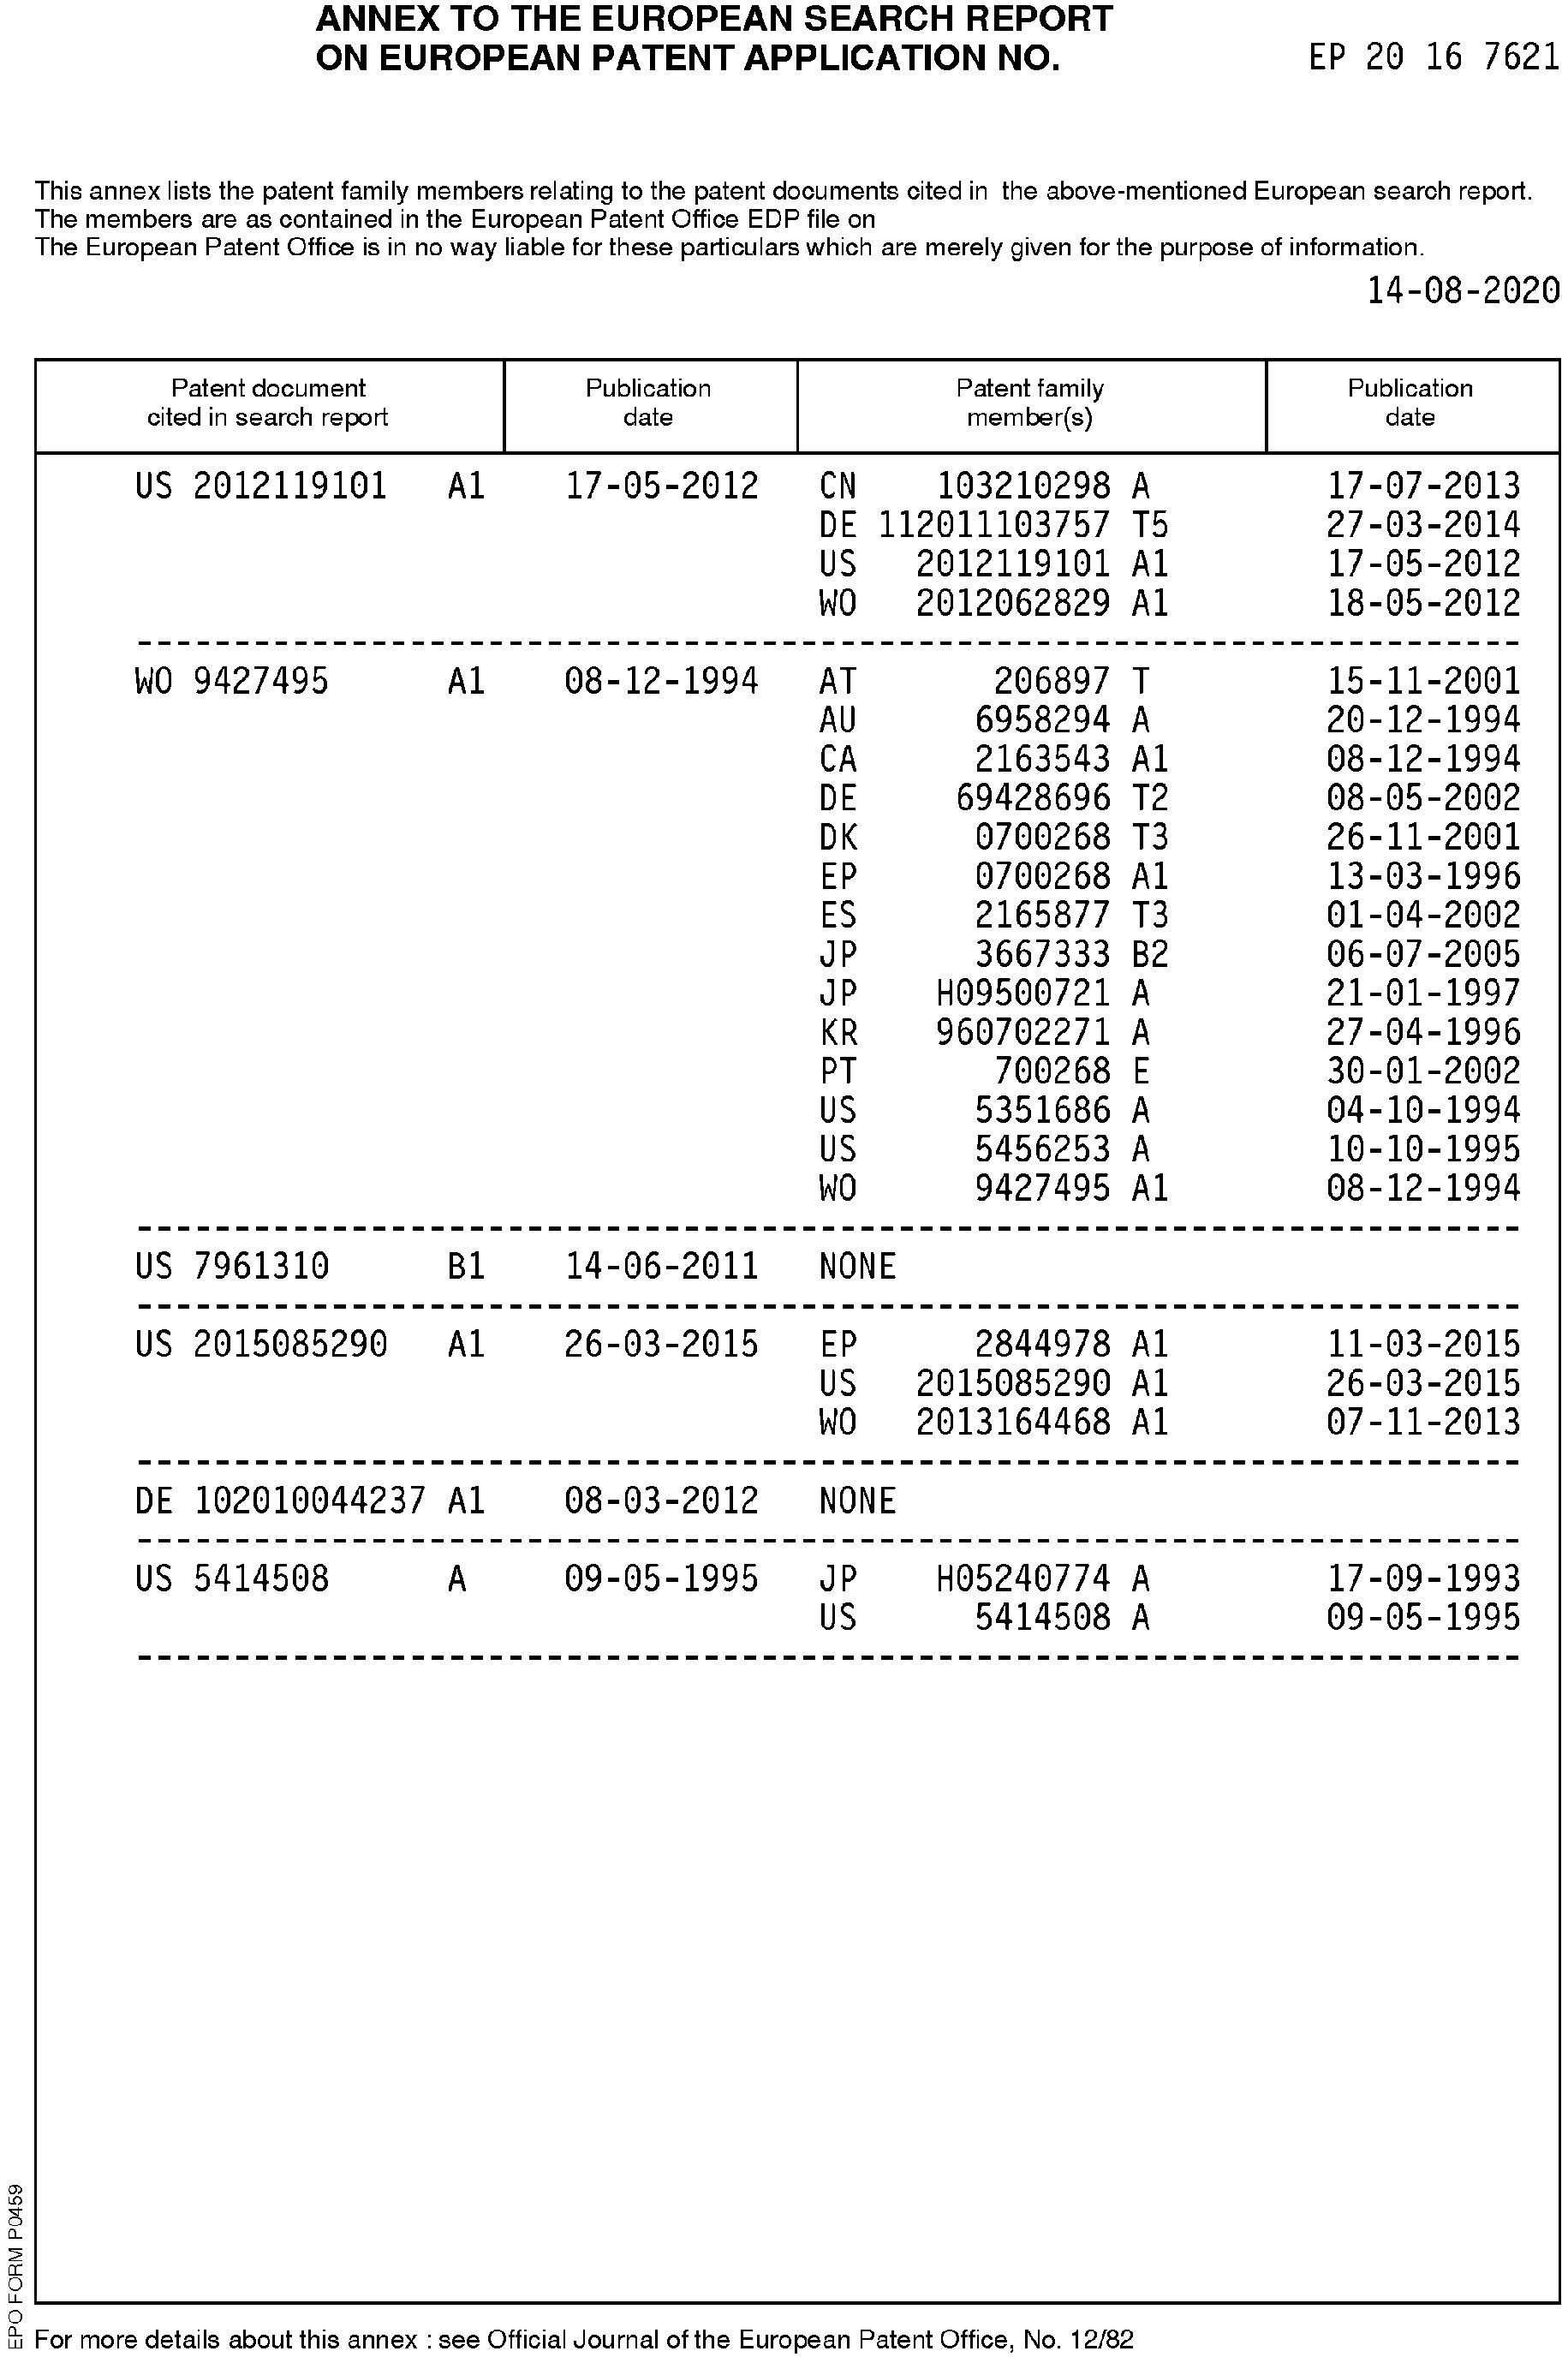 ANNEX TO THE EUROPEAN SEARCH REPORT
ON EUROPEAN PATENT APPLICATION NO. EP 20 16 7621
This annex lists the patent family members relating to the patent documents cited in the above-mentioned European search report.
The members are as contained in the European Patent Office EDP file on
The European Patent Office is in no way liable for these particulars which are merely given for the purpose of information.
14-08-2020
Patent document Publication Patent family Publication
cited in search report date member(s) date
US 2012119101 A1 17-05-2012 CN 103210298 A 17-07-2013
DE 112011103757 T5 27-03-2014
US 2012119101 A1 17-05-2012
WO 2012062829 A1 18-05-2012
WO 9427495 A1 08-12-1994 AT 206897 T 15-11-2001
AU 6958294 A 20-12-1994
CA 2163543 A1 08-12-1994
DE 69428696 T2 08-05-2002
DK 0700268 T3 26-11-2001
EP 0700268 A1 13-03-1996
ES 2165877 T3 01-04-2002
JP 3667333 B2 06-07-2005
JP H09500721 A 21-01-1997
KR 960702271 A 27-04-1996
PT 700268 E 30-01-2002
US 5351686 A 04-10-1994
US 5456253 A 10-10-1995
WO 9427495 A1 08-12-1994
US 7961310 B1 14-06-2011 NONE
US 2015085290 A1 26-03-2015 EP 2844978 A1 11-03-2015
US 2015085290 A1 26-03-2015
WO 2013164468 A1 07-11-2013
DE 102010044237 A1 08-03-2012 NONE
US 5414508 A 09-05-1995 JP H05240774 A 17-09-1993
US 5414508 A 09-05-1995
EPO FORM P0459
For more details about this annex : see Official Journal of the European Patent Office, No. 12/82